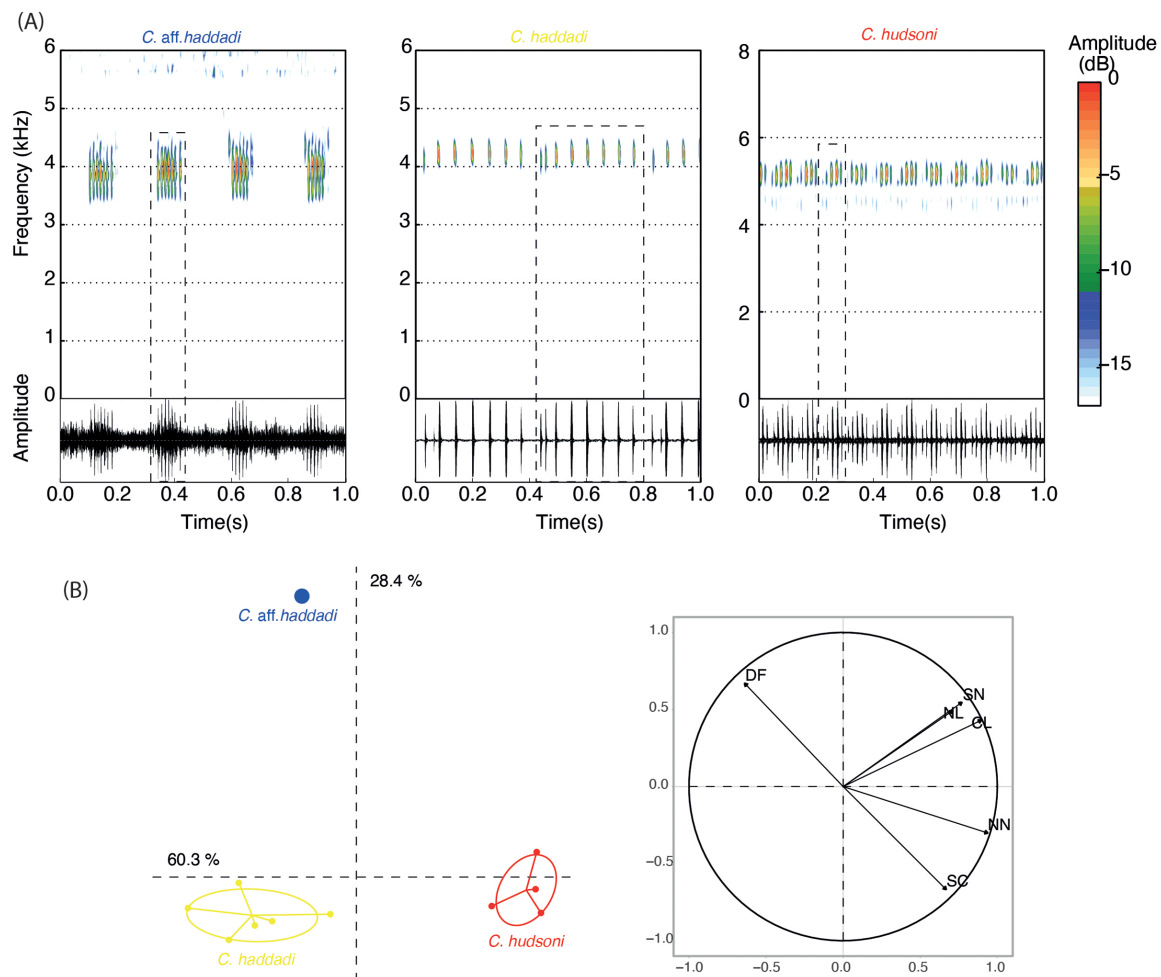 (A)
C. aff.haddadi
C. haddadi
C. hudsoni
Amplitude
(dB)
Frequency (kHz)
6
5
4
3
2
1
0
6
5
4
3
2
1
0
8
6
4
2
0
0
−5
−10
−15
Amplitude
0.0 0.2 0.4 0.6 0.8 1.0
0.0 0.2 0.4 0.6 0.8 1.0
0.0 0.2 0.4 0.6 0.8 1.0
Time(s)
Time(s)
Time(s)
(B)
28.4 %
C. aff.haddadi
60.3 %
C. haddadi
C. hudsoni
1.0
0.5
0.0
−0.5
−1.0
DF
SN
NL
CL
NN
SC
−1.0 −0.5 0.0 0.5 1.0